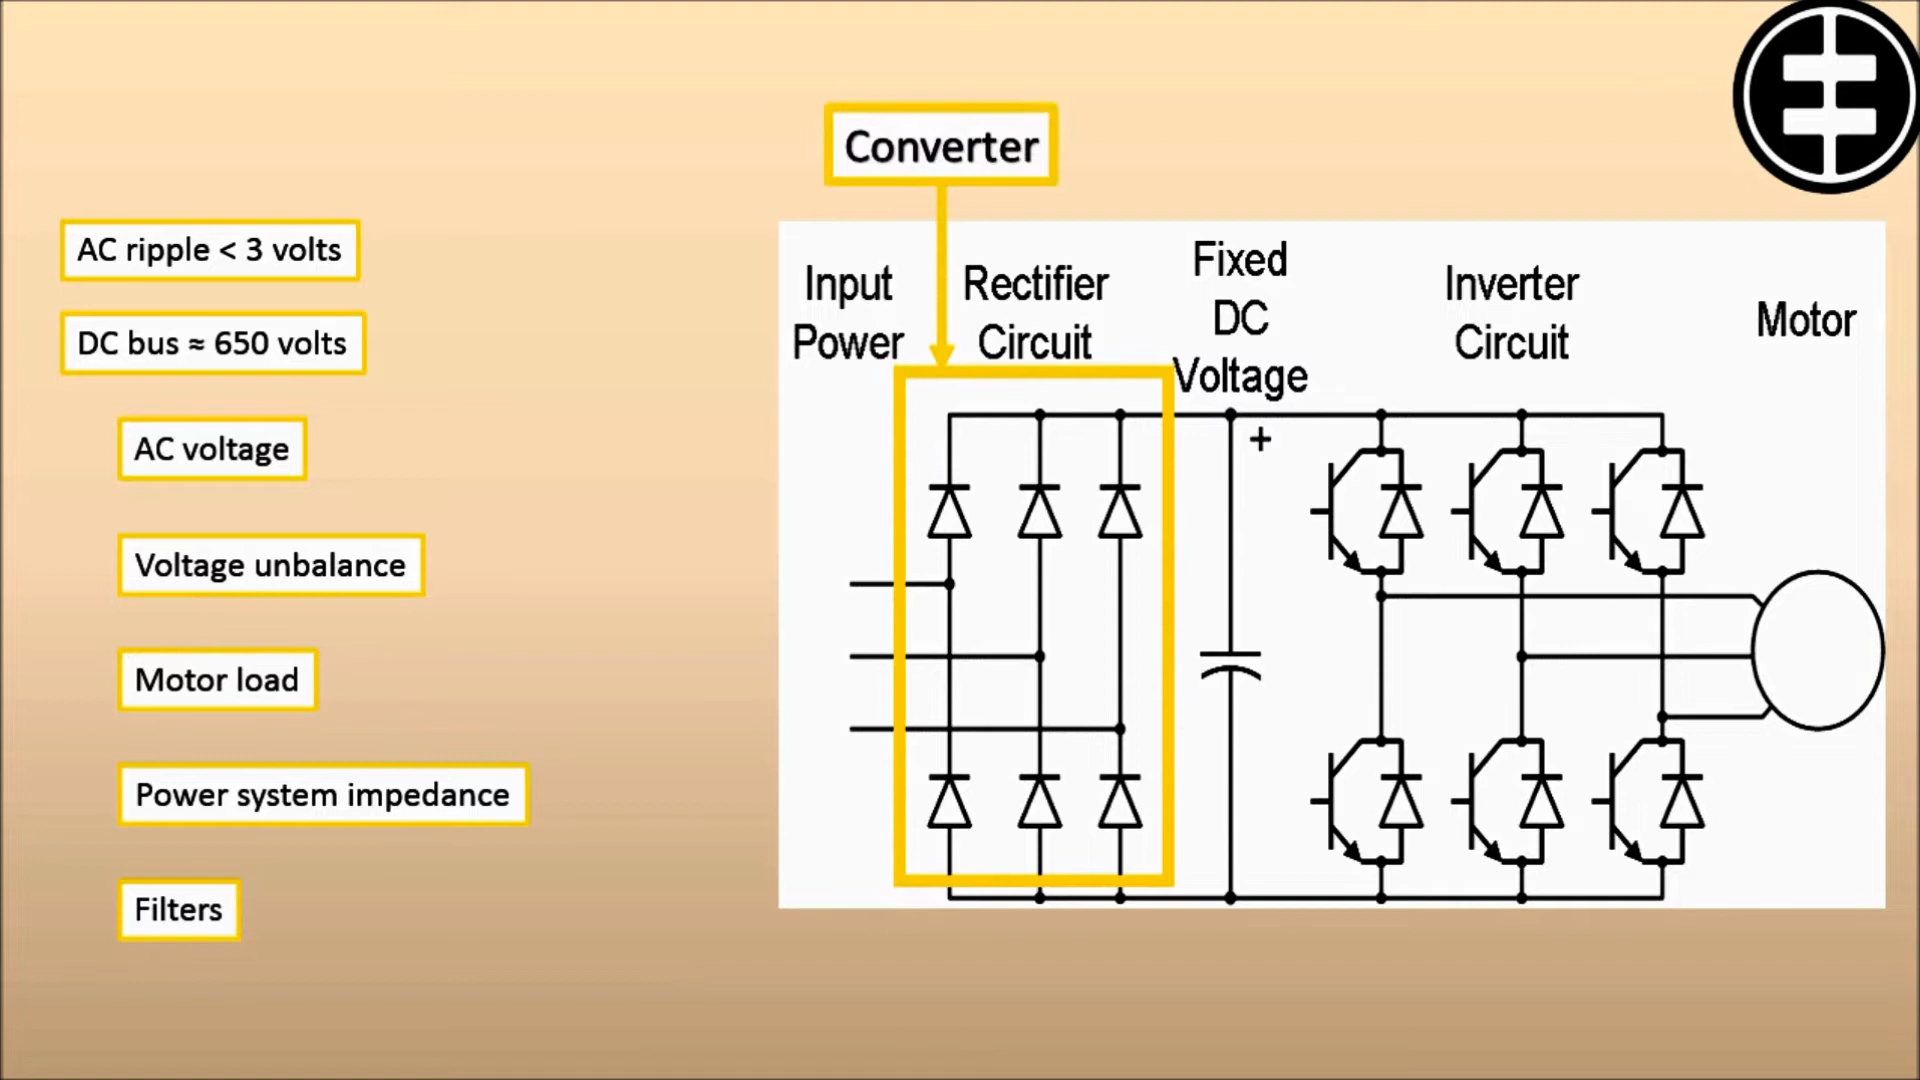 Converter
AC ripple < 3 volts
DC bus ≈ 650 volts
AC voltage
Voltage unbalance
Motor load
Power system impedance
Filters
Input
Power
Rectifier
Circuit
Fixed
DC
Voltage
+
Inverter
Circuit
Motor